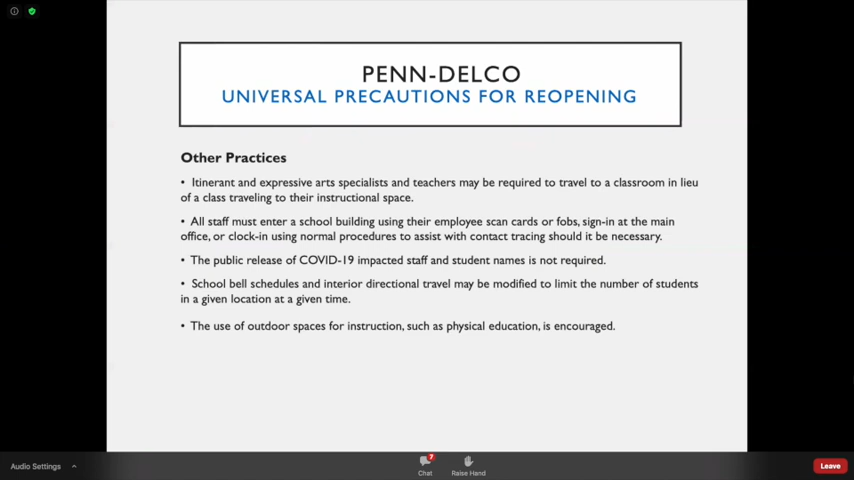 PENN-DELCO
UNIVERSAL PRECAUTIONS FOR REOPENING
Other Practices
• Itinerant and expressive arts specialists and teachers may be required to travel to a classroom in lieu
of a class traveling to their instructional space.
• All staff must enter a school building using their employee scan cards or fobs, sign-in at the main
office, or clock-in using normal procedures to assist with contact tracing should it be necessary.
• The public release of COVID-19 impacted staff and student names is not required.
• School bell schedules and interior directional travel may be modified to limit the number of students
in a given location at a given time.
• The use of outdoor spaces for instruction, such as physical education, is encouraged.
Audio Settings
7
Chat
Raise Hand
Leave